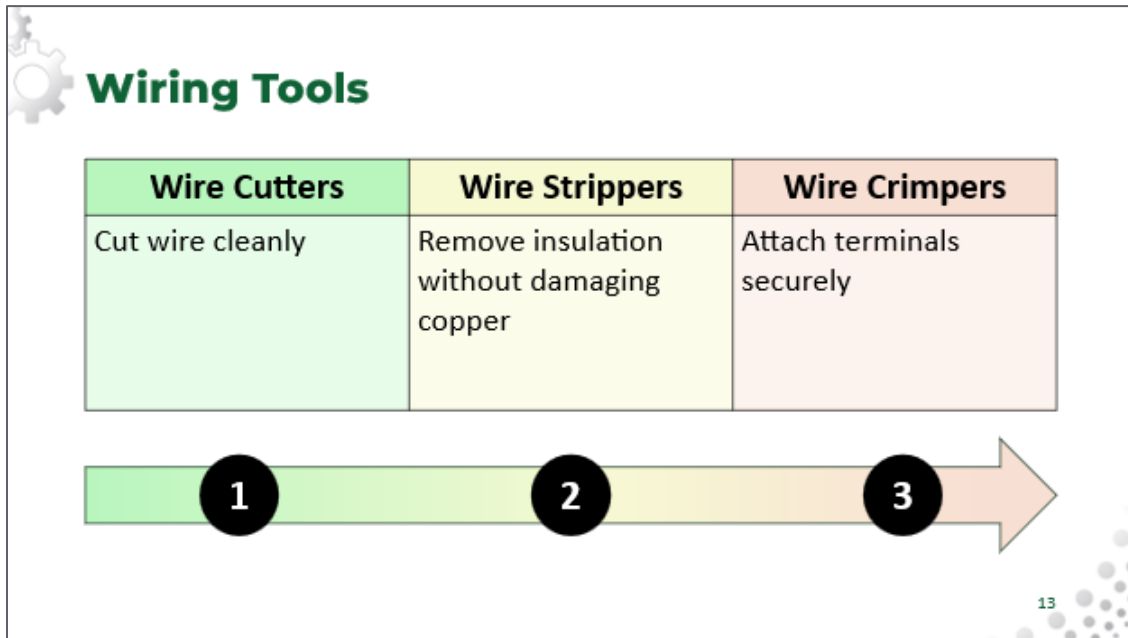 Wiring Tools
Wire Cutters
Wire Strippers
Wire Crimpers
Cut wire cleanly
Remove insulation
without damaging
copper
Attach terminals
securely
1
2
3
13